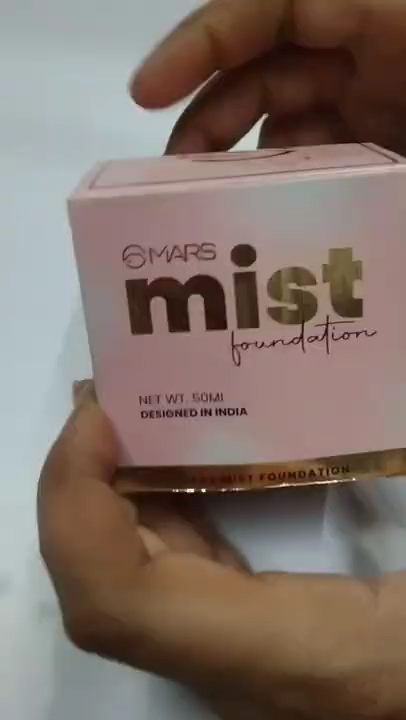 MARS
mist
foundation
NET WT. 50Ml
DESIGNED IN INDIA
MIST FOUNDATION